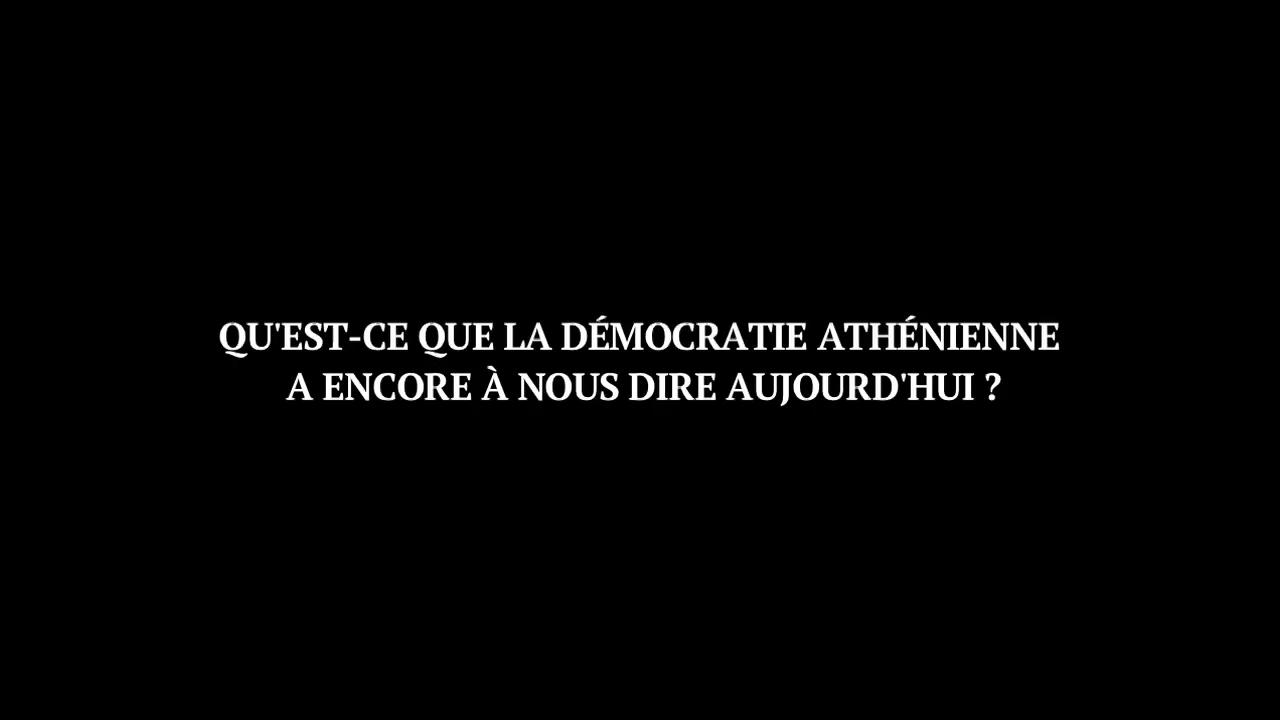 QU'EST-CE QUE LA DÉMOCRATIE ATHÉNIENNE
A ENCORE À NOUS DIRE AUJOURD'HUI ?